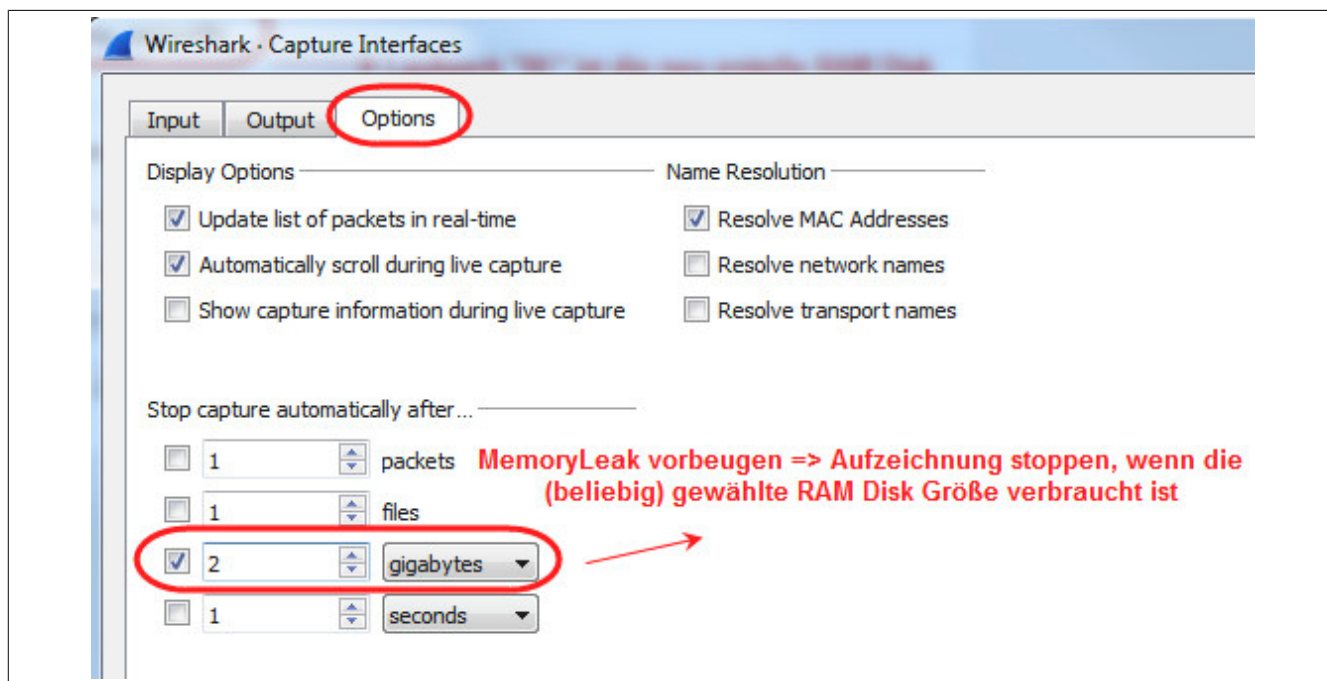 Wireshark · Capture Interfaces
Input Output Options
Display Options Name Resolution
Update list of packets in real-time Resolve MAC Addresses
Automatically scroll during live capture Resolve network names
Show capture information during live capture Resolve transport names
Stop capture automatically after...
1 packets MemoryLeak vorbeugen => Aufzeichnung stoppen, wenn die
(beliebig) gewählte RAM Disk Größe verbraucht ist
1 files
2 gigabytes
1 seconds